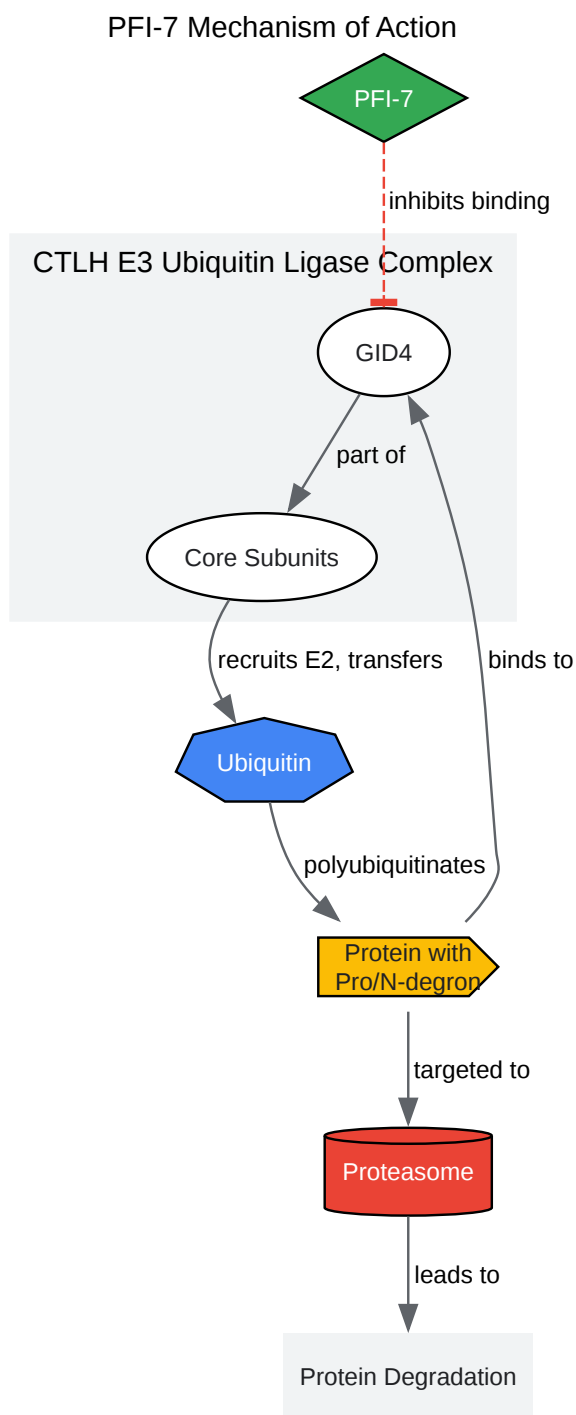 PFI-7 Mechanism of Action
PFI-7
inhibits binding
CTLH E3 Ubiquitin Ligase Complex
GID4
part of
Core Subunits
recruits E2, transfers
binds to
Ubiquitin
polyubiquitinates
Protein with
Pro/N-degron
targeted to
Proteasome
leads to
Protein Degradation